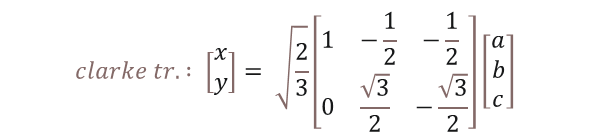 clarke tr.: [x y] = √(2/3) [1 −1/2 −1/2 0 √3/2 −√3/2] [a b c]